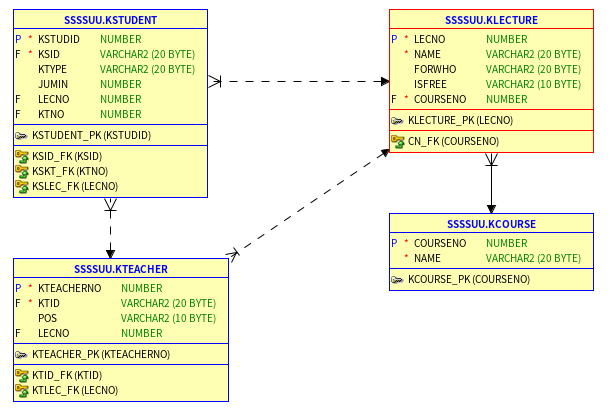 SSSSUU.KSTUDENT
P * KSTUDID NUMBER
F * KSID VARCHAR2 (20 BYTE)
KTYPE VARCHAR2 (20 BYTE)
JUMIN NUMBER
F LECNO NUMBER
F KTNO NUMBER
KSTUDENT_PK (KSTUDID)
KSID_FK (KSID)
KSKT_FK (KTNO)
KSLEC_FK (LECNO)
SSSSUU.KLECTURE
P * LECNO NUMBER
* NAME VARCHAR2 (20 BYTE)
FORWHO VARCHAR2 (20 BYTE)
ISFREE VARCHAR2 (10 BYTE)
F * COURSENO NUMBER
KLECTURE_PK (LECNO)
CN_FK (COURSENO)
SSSSUU.KCOURSE
P * COURSENO NUMBER
* NAME VARCHAR2 (20 BYTE)
KCOURSE_PK (COURSENO)
SSSSUU.KTEACHER
P * KTEACHERNO NUMBER
F * KTID VARCHAR2 (20 BYTE)
POS VARCHAR2 (10 BYTE)
F LECNO NUMBER
KTEACHER_PK (KTEACHERNO)
KTID_FK (KTID)
KTLEC_FK (LECNO)